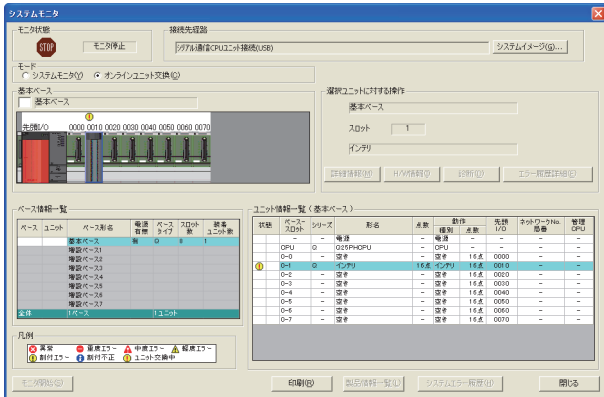 システムモニタ
モニタ状態
STOP
モニタ停止
接続先経路
シリアル通信CPUユニット接続(USB)
システムイメージ(G)...
モード
システムモニタ(Y)
オンラインユニット交換(C)
基本ベース
基本ベース
先頭I/O 0000 0010 0020 0030 0040 0050 0060 0070
選択ユニットに対する操作
基本ベース
スロット 1
インテリ
詳細情報(M) H/W情報(I) 診断(D) エラー履歴詳細(E)
ベース情報一覧
ベース ユニット ベース形名 電源有無 ベースタイプ スロット数 装着ユニット数
基本ベース 有 Q 8 1
増設ベース1
増設ベース2
増設ベース3
増設ベース4
増設ベース5
増設ベース6
増設ベース7
全体 1ベース 1ユニット
凡例
異常 重度エラー 中度エラー 軽度エラー
割付エラー 割付不正 ユニット交換中
ユニット情報一覧(基本ベース)
状態 ベース-スロット シリーズ 形名 点数 動作 種別 点数 先頭I/O ネットワークNo.局番 管理CPU
- - 電源 - 電源 - - - -
CPU Q Q25PHCPU - CPU - - - -
0-0 - 空き - 空き 16点 0000 - -
0-1 Q インテリ 16点 インテリ 16点 0010 - -
0-2 - 空き - 空き 16点 0020 - -
0-3 - 空き - 空き 16点 0030 - -
0-4 - 空き - 空き 16点 0040 - -
0-5 - 空き - 空き 16点 0050 - -
0-6 - 空き - 空き 16点 0060 - -
0-7 - 空き - 空き 16点 0070 - -
モニタ開始(S)
印刷(R) 製品情報一覧(L) システムエラー履歴(H) 閉じる